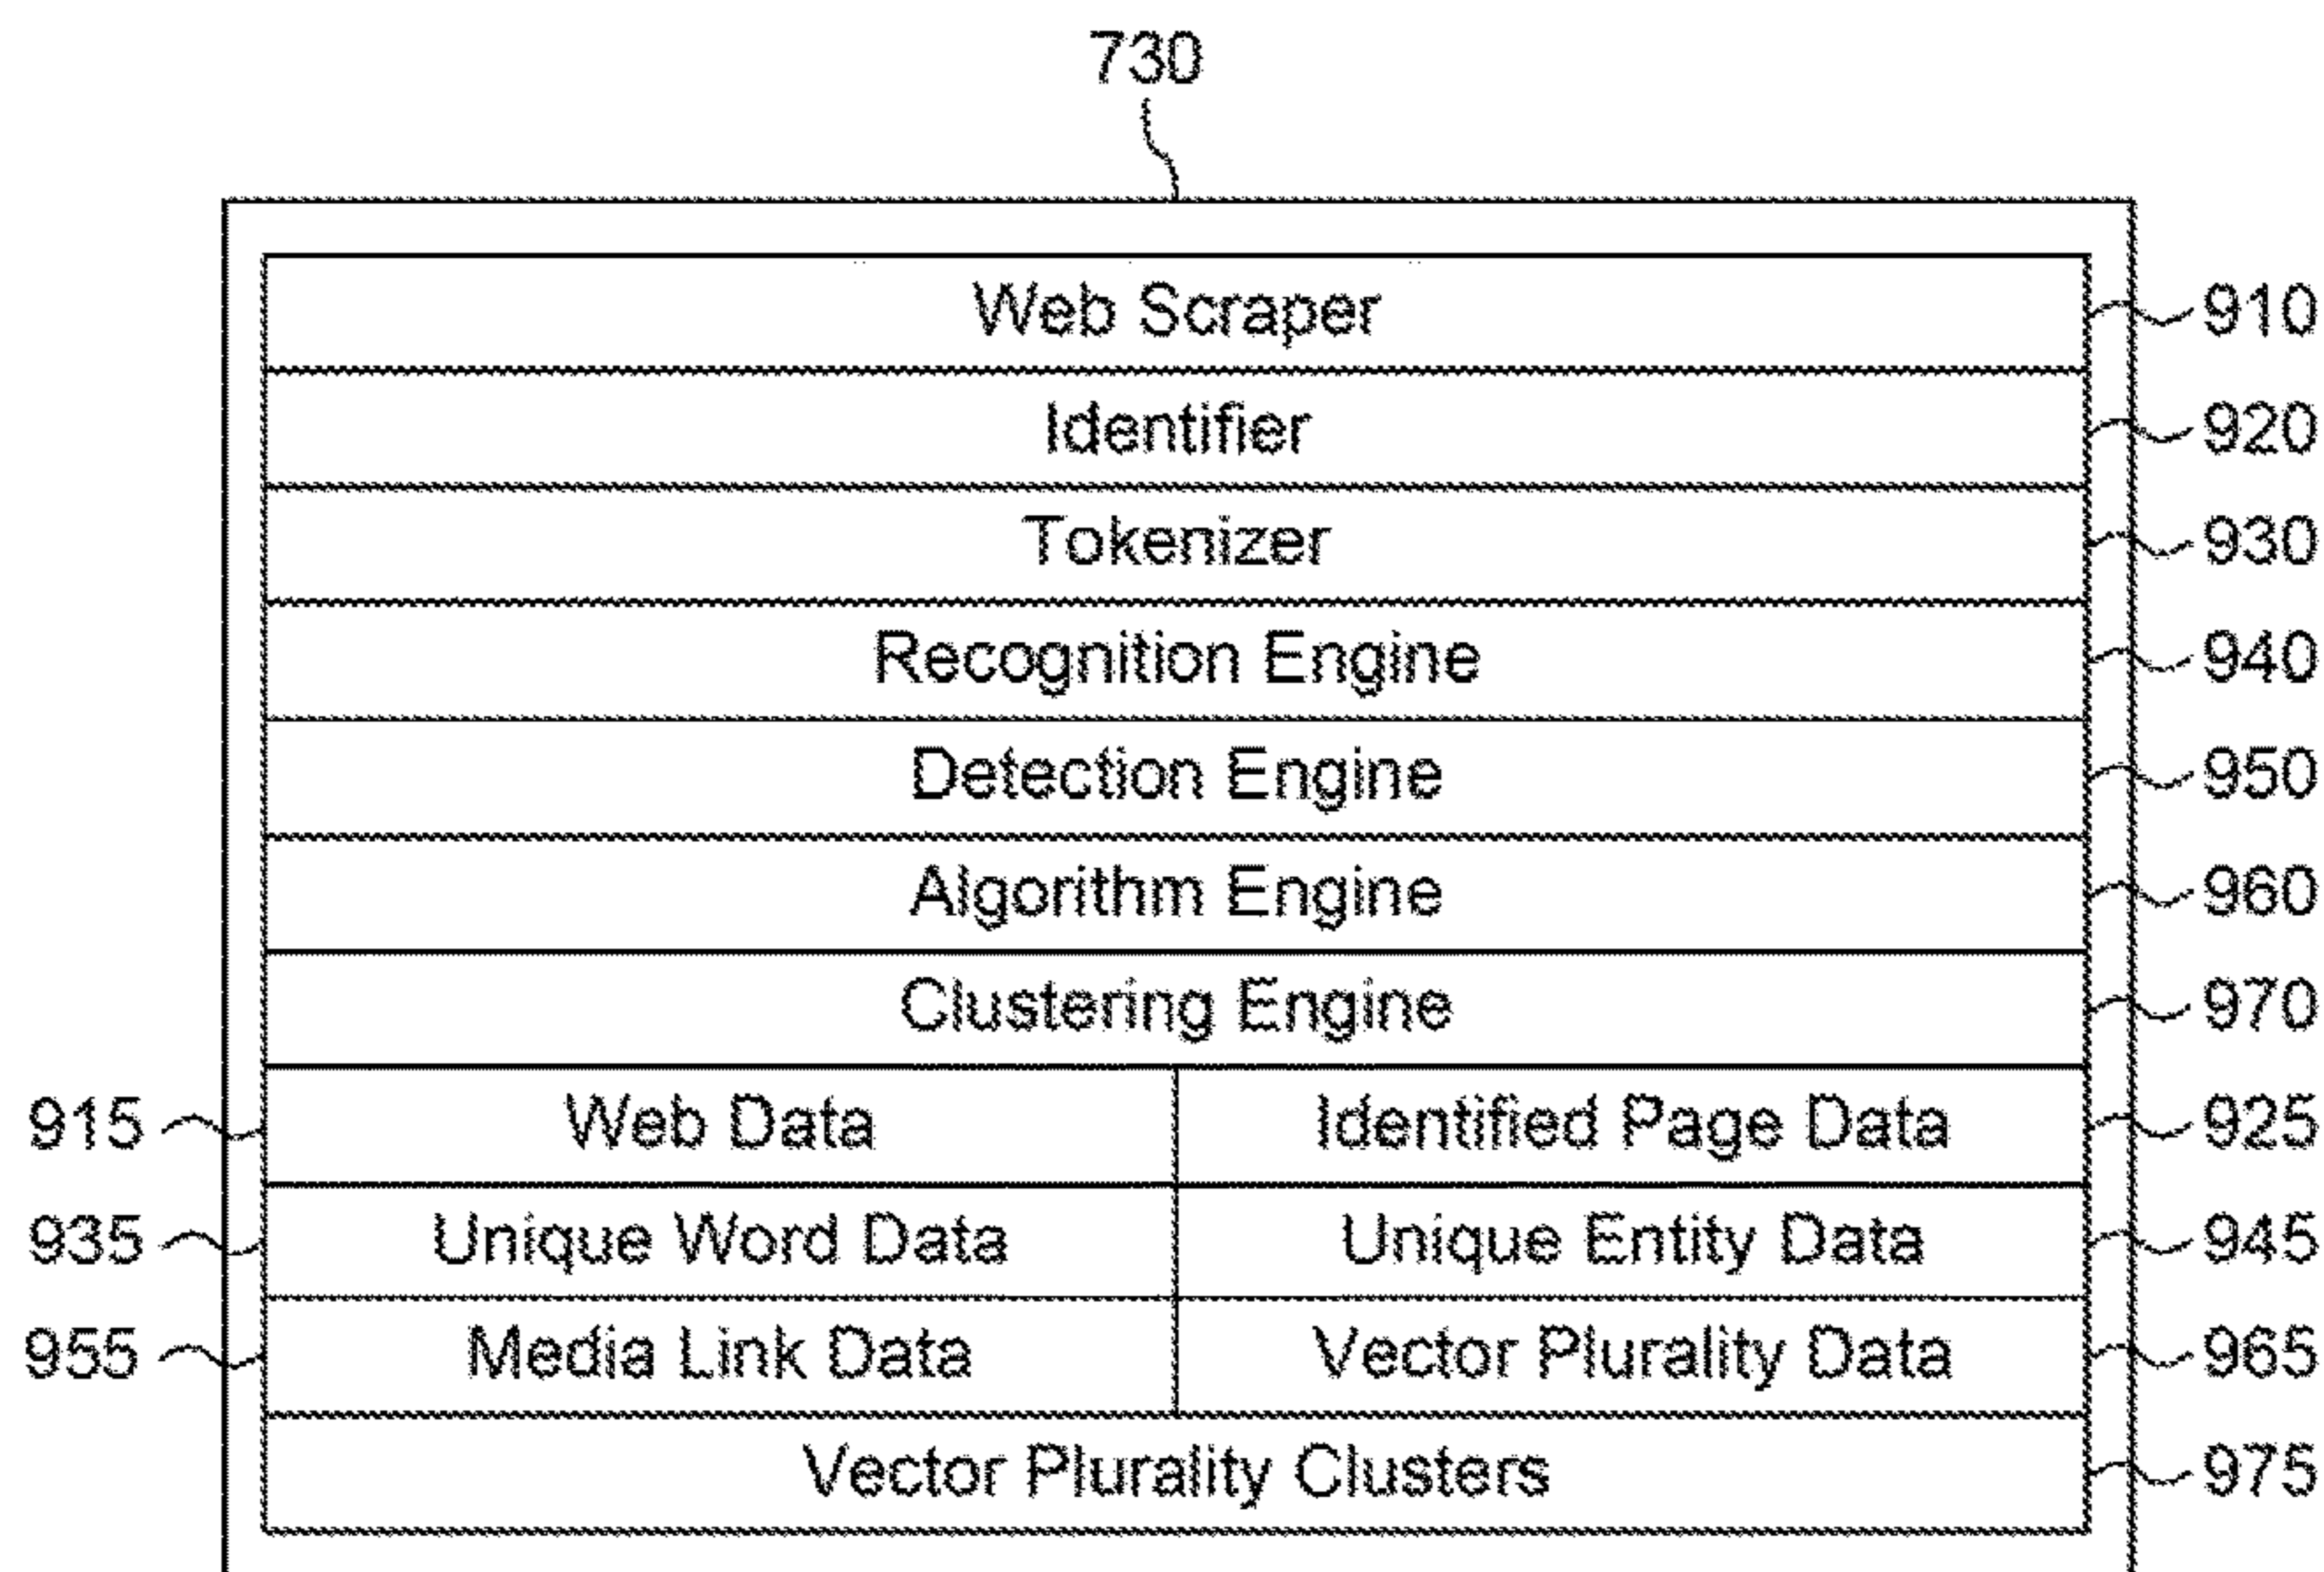 730
Web Scraper 910
Identifier 920
Tokenizer 930
Recognition Engine 940
Detection Engine 950
Algorithm Engine 960
Clustering Engine 970
915 Web Data Identified Page Data 925
935 Unique Word Data Unique Entity Data 945
955 Media Link Data Vector Plurality Data 965
Vector Plurality Clusters 975